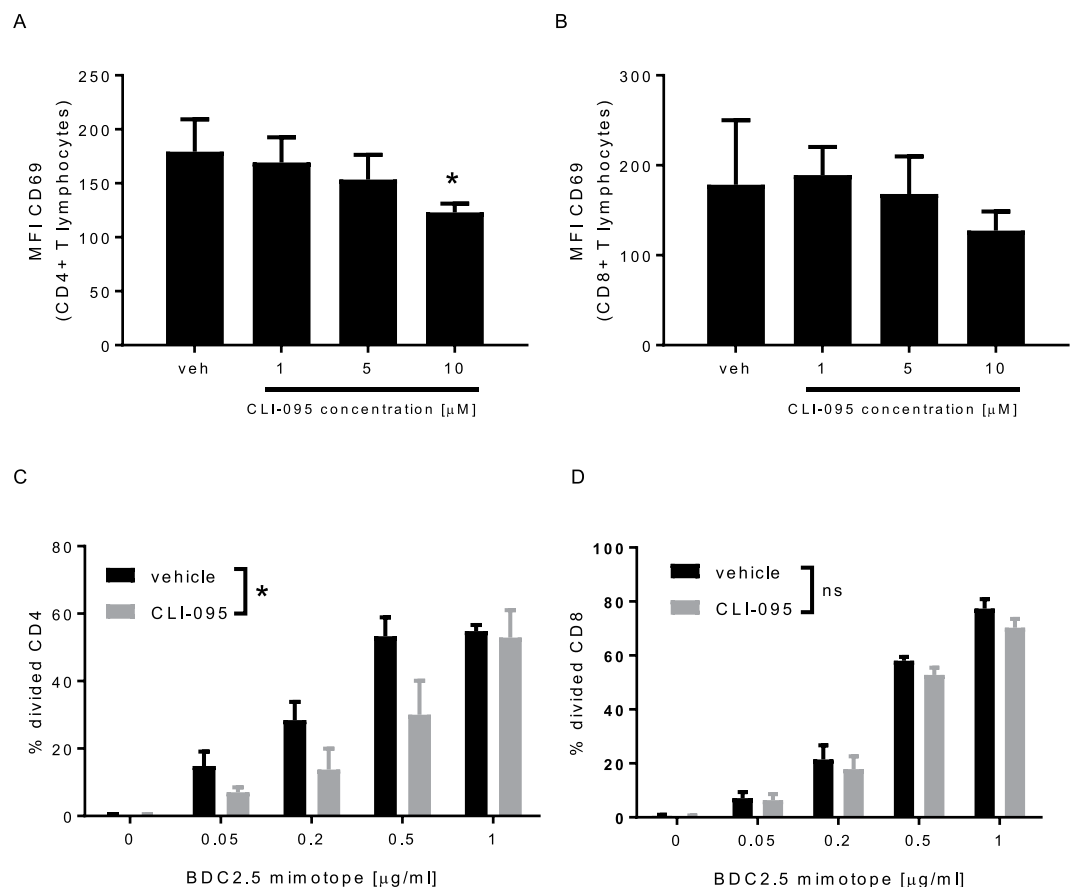 A
MFI CD69
(CD4+ T lymphocytes)
250
200
150
100
50
0
*
veh 1 5 10
CLI-095 concentration [μM]
B
MFI CD69
(CD8+ T lymphocytes)
300
200
100
0
veh 1 5 10
CLI-095 concentration [μM]
C
% divided CD4
80
60
40
20
0
vehicle
CLI-095
*
0 0.05 0.2 0.5 1
BDC2.5 mimotope [μg/ml]
D
% divided CD8
100
80
60
40
20
0
vehicle
CLI-095
ns
0 0.05 0.2 0.5 1
BDC2.5 mimotope [μg/ml]